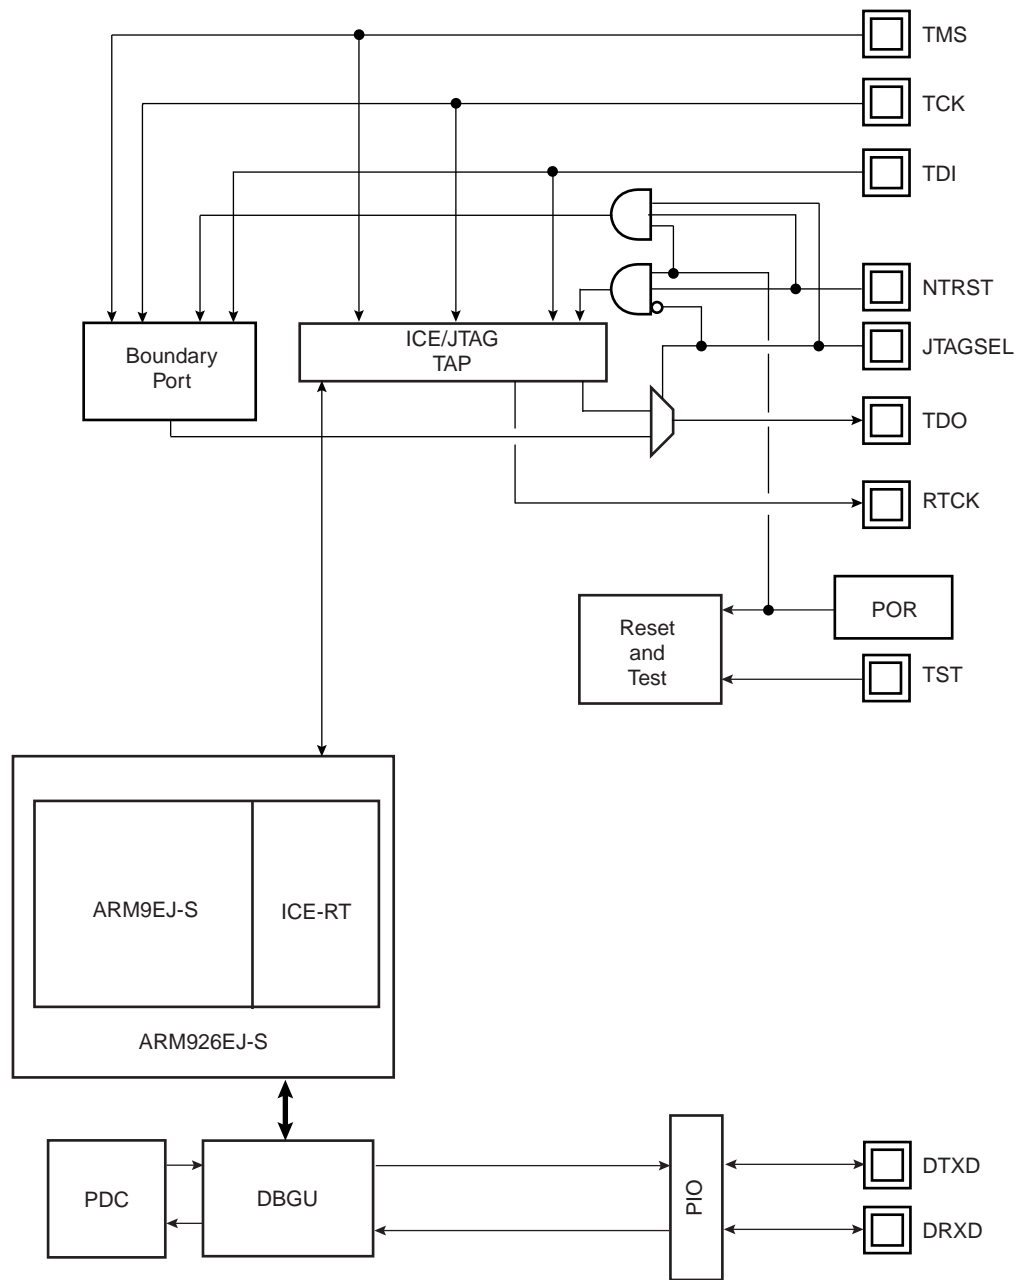 TMS
TCK
TDI
NTRST
Boundary
Port
ICE/JTAG
TAP
JTAGSEL
TDO
RTCK
POR
Reset
and
Test
TST
ARM9EJ-S
ICE-RT
ARM926EJ-S
PDC
DBGU
PIO
DTXD
DRXD